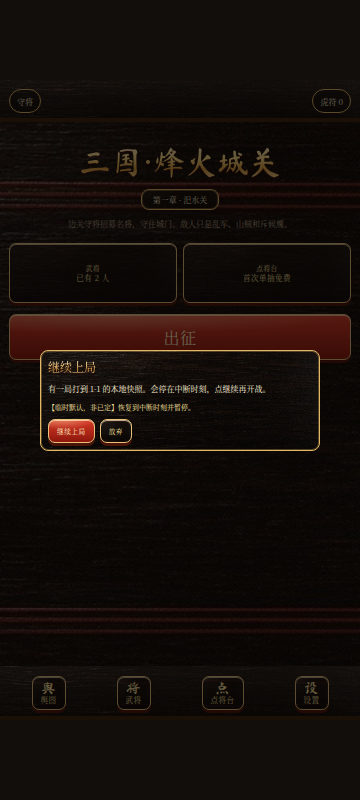 守将
虎符 0
三国·烽火城关
第一章 · 汜水关
武将
已有 2 人
点将台
首次单抽免费
出征
继续上局
有一局打到 1-1 的本地快照。会停在中断时刻，点继续再开战。
【临时默认，非已定】恢复到中断时刻并暂停。
继续上局
放弃
舆
舆图
将
武将
点
点将台
设
设置